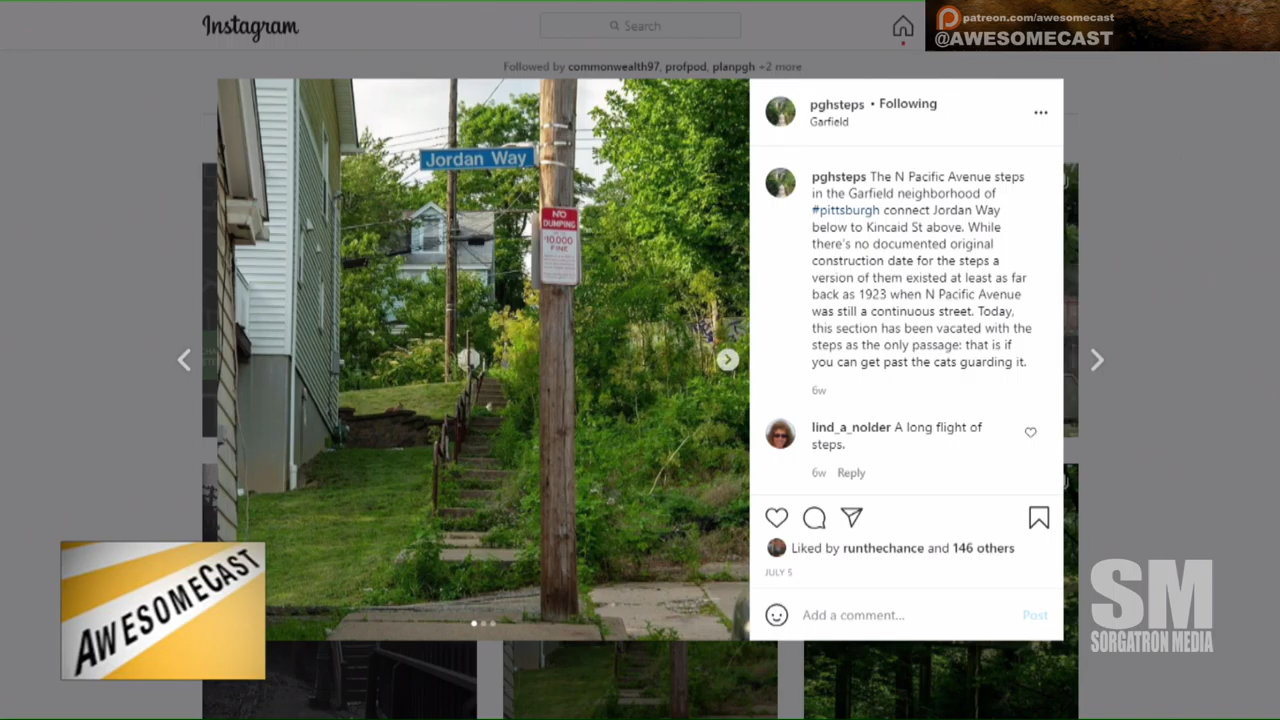 Instagram
Search
patreon.com/awesomecast
@AWESOMECAST
Followed by commonwealth97, profpod, planpgh +2 more
Jordan Way
NO
DUMPING
$10,000
FINE
pghsteps • Following
Garfield
pghsteps The N Pacific Avenue steps
in the Garfield neighborhood of
#pittsburgh connect Jordan Way
below to Kincaid St above. While
there's no documented original
construction date for the steps a
version of them existed at least as far
back as 1923 when N Pacific Avenue
was still a continuous street. Today,
this section has been vacated with the
steps as the only passage: that is if
you can get past the cats guarding it.
6w
lind_a_nolder A long flight of
steps.
6w Reply
Liked by runthechance and 146 others
JULY 5
Add a comment... Post
AWESOMECAST
SM
SORGATRON MEDIA